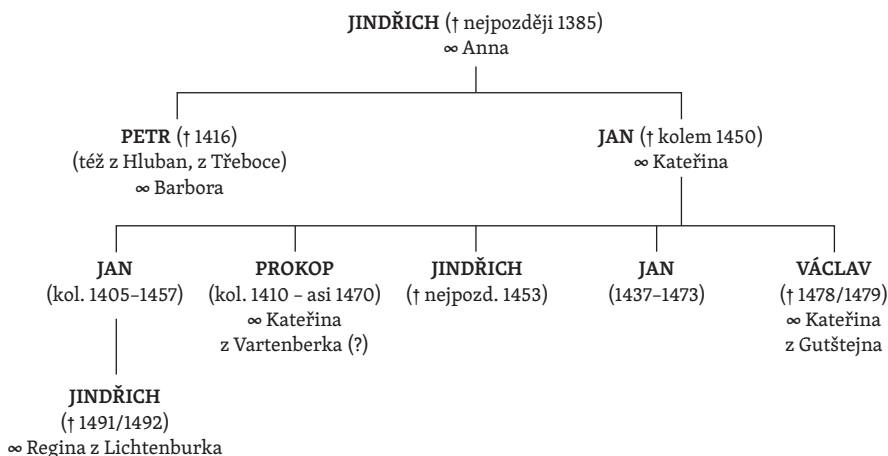 JINDŘICH († nejpozději 1385)
∞ Anna
PETR († 1416)
(též z Hluban, z Třeboce)
∞ Barbora
JAN († kolem 1450)
∞ Kateřina
JAN
(kol. 1405–1457)
PROKOP
(kol. 1410 – asi 1470)
∞ Kateřina
z Vartenberka (?)
JINDŘICH
(† nejpozd. 1453)
JAN
(1437–1473)
VÁCLAV
(† 1478/1479)
∞ Kateřina
z Gutštejna
JINDŘICH
(† 1491/1492)
∞ Regina z Lichtenburka